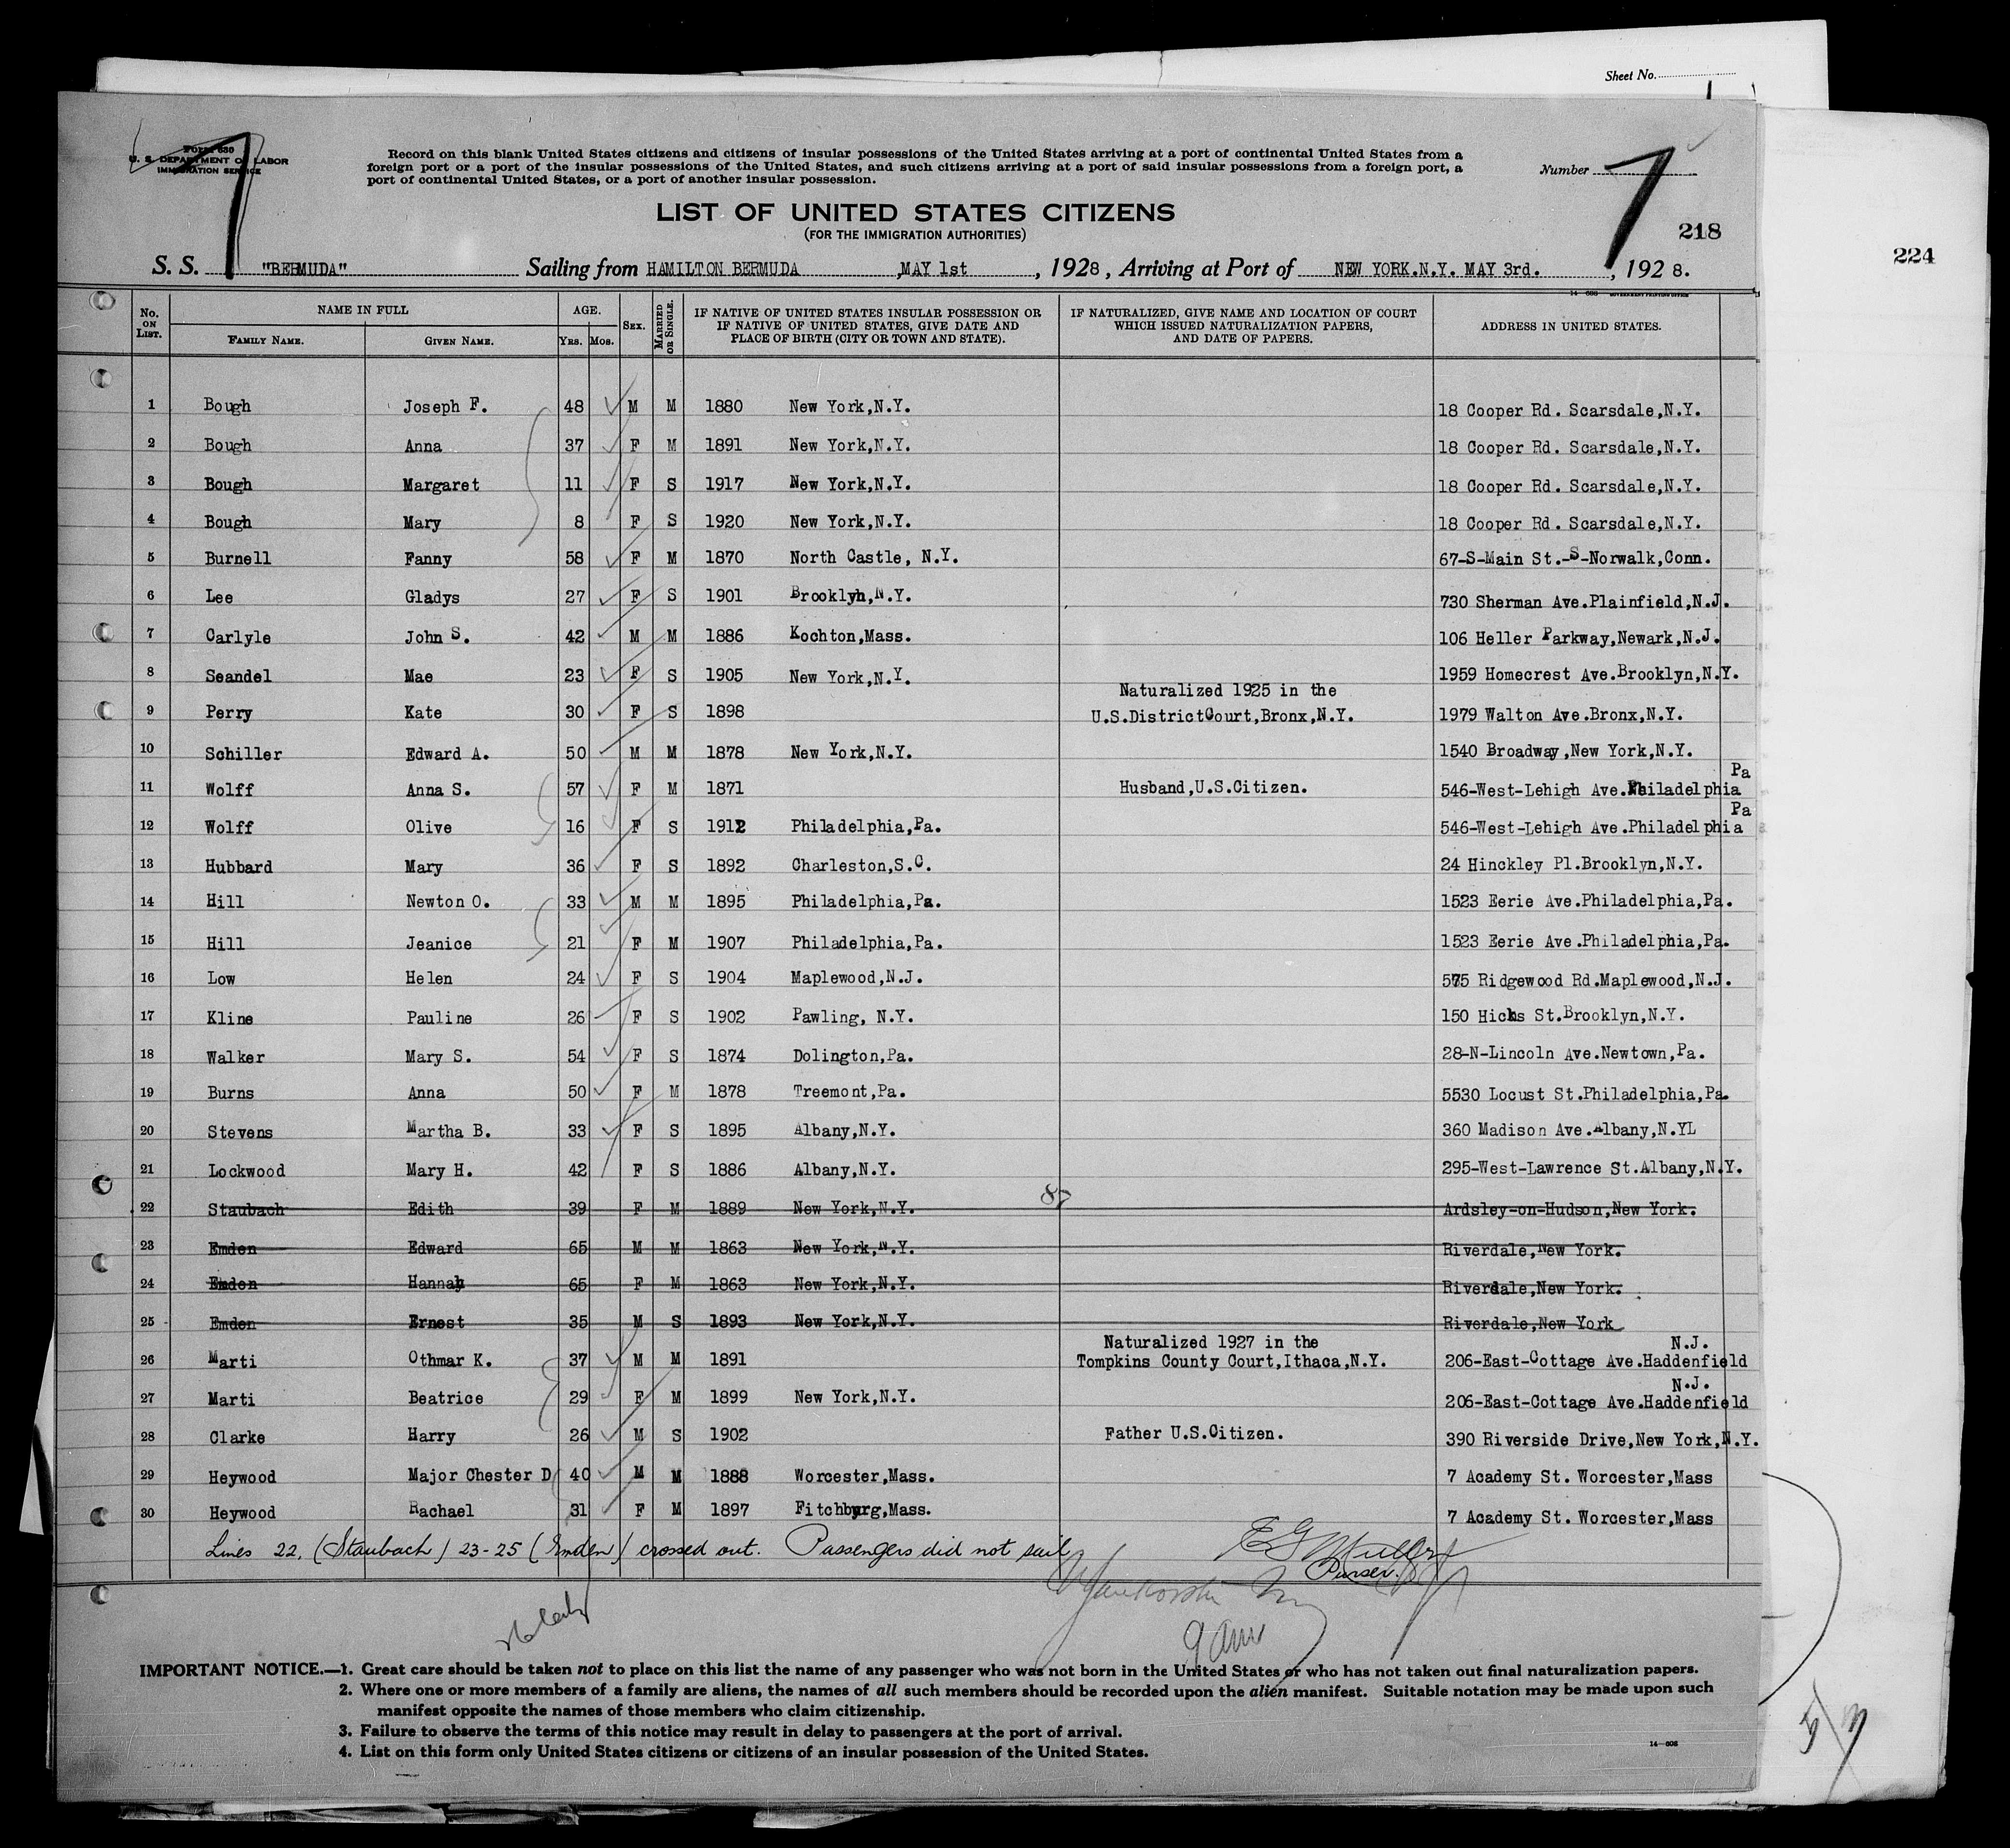 Sheet No.
Form 630
U. S. DEPARTMENT OF LABOR
IMMIGRATION SERVICE
7
Record on this blank United States citizens and citizens of insular possessions of the United States arriving at a port of continental United States from a
foreign port or a port of the insular possessions of the United States, and such citizens arriving at a port of said insular possessions from a foreign port, a
port of continental United States, or a port of another insular possession.
Number 7
LIST OF UNITED STATES CITIZENS
(FOR THE IMMIGRATION AUTHORITIES)
218
224
S. S. "BERMUDA" Sailing from HAMILTON BERMUDA ,MAY 1st , 1928, Arriving at Port of NEW YORK.N.Y. MAY 3rd. , 1928.
14—608 GOVERNMENT PRINTING OFFICE
No. ON LIST. NAME IN FULL FAMILY NAME. GIVEN NAME. AGE. YRS. MOS. SEX. MARRIED OR SINGLE. IF NATIVE OF UNITED STATES INSULAR POSSESSION OR IF NATIVE OF UNITED STATES, GIVE DATE AND PLACE OF BIRTH (CITY OR TOWN AND STATE). IF NATURALIZED, GIVE NAME AND LOCATION OF COURT WHICH ISSUED NATURALIZATION PAPERS, AND DATE OF PAPERS. ADDRESS IN UNITED STATES.
1 Bough Joseph F. 48 M M 1880 New York,N.Y. 18 Cooper Rd. Scarsdale,N.Y.
2 Bough Anna 37 F M 1891 New York,N.Y. 18 Cooper Rd. Scarsdale,N.Y.
3 Bough Margaret 11 F S 1917 New York,N.Y. 18 Cooper Rd. Scarsdale,N.Y.
4 Bough Mary 8 F S 1920 New York,N.Y. 18 Cooper Rd. Scarsdale,N.Y.
5 Burnell Fanny 58 F M 1870 North Castle, N.Y. 67-S-Main St.-S-Norwalk,Conn.
6 Lee Gladys 27 F S 1901 Brooklyn,N.Y. 730 Sherman Ave.Plainfield,N.J.
7 Carlyle John S. 42 M M 1886 Kochton,Mass. 106 Heller Parkway,Newark,N.J.
8 Seandel Mae 23 F S 1905 New York,N.Y. 1959 Homecrest Ave.Brooklyn,N.Y.
Naturalized 1925 in the
9 Perry Kate 30 F S 1898 U.S.DistrictCourt,Bronx,N.Y. 1979 Walton Ave.Bronx,N.Y.
10 Schiller Edward A. 50 M M 1878 New York,N.Y. 1540 Broadway,New York,N.Y.
Pa
11 Wolff Anna S. 57 F M 1871 Husband,U.S.Citizen. 546-West-Lehigh Ave.Philadelphia
Pa
12 Wolff Olive 16 F S 1912 Philadelphia,Pa. 546-West-Lehigh Ave.Philadelphia
13 Hubbard Mary 36 F S 1892 Charleston,S.C. 24 Hinckley Pl.Brooklyn,N.Y.
14 Hill Newton O. 33 M M 1895 Philadelphia,Pa. 1523 Eerie Ave.Philadelphia,Pa.
15 Hill Jeanice 21 F M 1907 Philadelphia,Pa. 1523 Eerie Ave.Philadelphia,Pa.
16 Low Helen 24 F S 1904 Maplewood,N.J. 575 Ridgewood Rd.Maplewood,N.J.
17 Kline Pauline 26 F S 1902 Pawling, N.Y. 150 Hicks St.Brooklyn,N.Y.
18 Walker Mary S. 54 F S 1874 Dolington,Pa. 28-N-Lincoln Ave.Newtown,Pa.
19 Burns Anna 50 F M 1878 Treemont,Pa. 5530 Locust St.Philadelphia,Pa.
20 Stevens Martha B. 33 F S 1895 Albany,N.Y. 360 Madison Ave.Albany,N.YL
21 Lockwood Mary H. 42 F S 1886 Albany,N.Y. 295-West-Lawrence St.Albany,N.Y.
87
22 Staubach Edith 39 F M 1889 New York,N.Y. Ardsley-on-Hudson,New York.
23 Emden Edward 65 M M 1863 New York,N.Y. Riverdale,New York.
24 Emden Hannah 65 F M 1863 New York,N.Y. Riverdale,New York.
25 Emden Ernest 35 M S 1893 New York,N.Y. Riverdale,New York
Naturalized 1927 in the N.J.
26 Marti Othmar K. 37 M M 1891 Tompkins County Court,Ithaca,N.Y. 206-East-Cottage Ave.Haddenfield
N.J.
27 Marti Beatrice 29 F M 1899 New York,N.Y. 206-East-Cottage Ave.Haddenfield
28 Clarke Harry 26 M S 1902 Father U.S.Citizen. 390 Riverside Drive,New York,N.Y.
29 Heywood Major Chester D 40 M M 1888 Worcester,Mass. 7 Academy St. Worcester,Mass
30 Heywood Rachael 31 F M 1897 Fitchburg,Mass. 7 Academy St. Worcester,Mass
Lines 22, (Staubach) 23-25 (Emden) crossed out. Passengers did not sail
Purser.
IMPORTANT NOTICE.—1. Great care should be taken not to place on this list the name of any passenger who was not born in the United States or who has not taken out final naturalization papers.
2. Where one or more members of a family are aliens, the names of all such members should be recorded upon the alien manifest. Suitable notation may be made upon such
manifest opposite the names of those members who claim citizenship.
3. Failure to observe the terms of this notice may result in delay to passengers at the port of arrival.
4. List on this form only United States citizens or citizens of an insular possession of the United States.
14—608